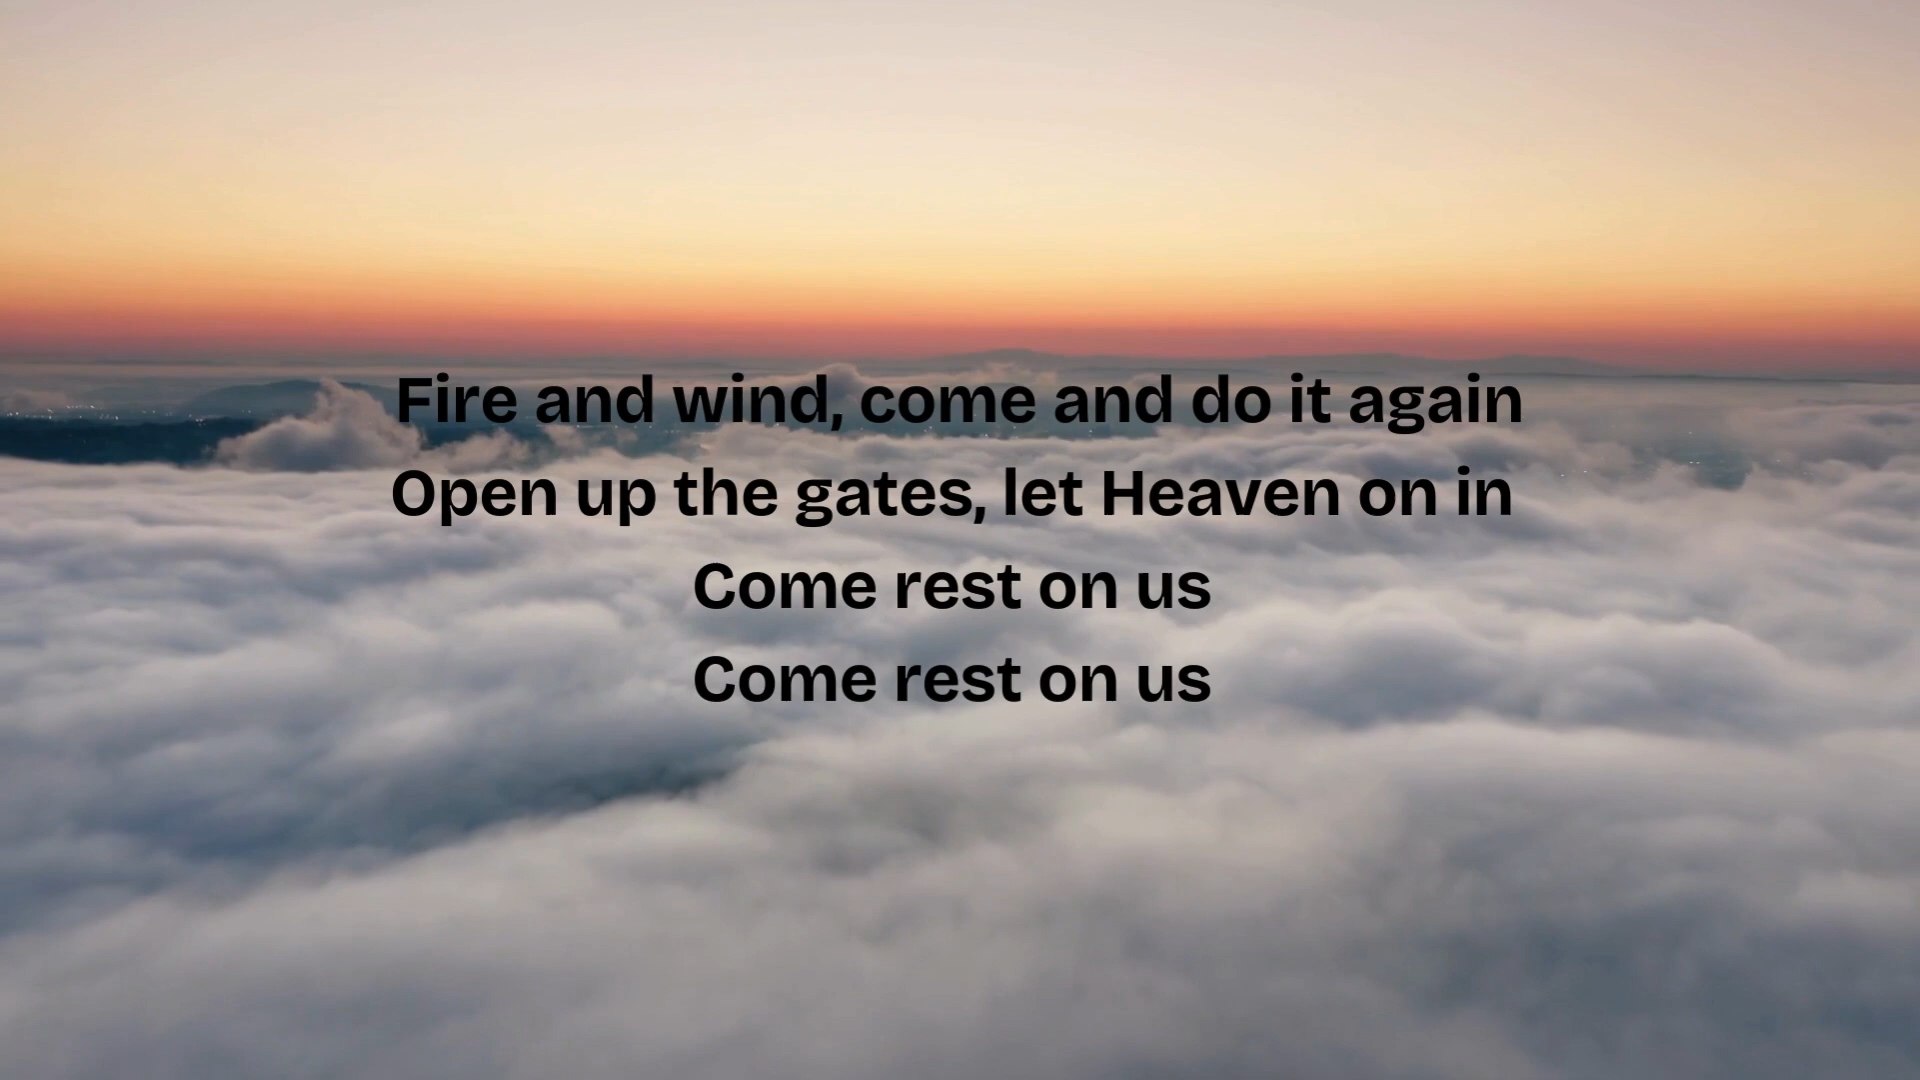 Fire and wind, come and do it again
Open up the gates, let Heaven on in
Come rest on us
Come rest on us